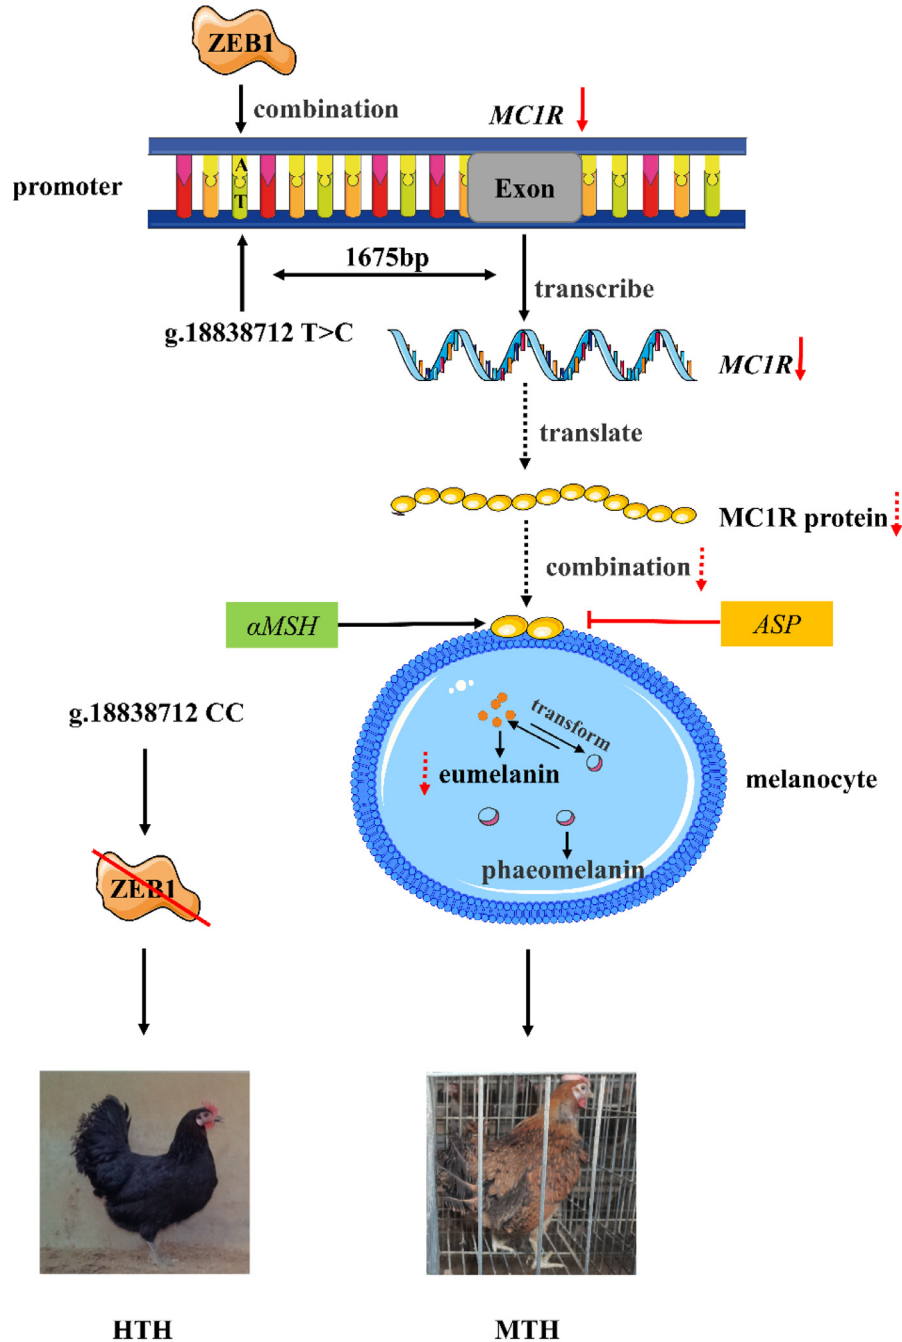 ZEB1
combination
MC1R
promoter
A
T
Exon
1675bp
transcribe
g.18838712 T>C
MC1R
translate
MC1R protein
combination
αMSH
ASP
g.18838712 CC
transform
eumelanin
melanocyte
ZEB1
phaeomelanin
HTH
MTH